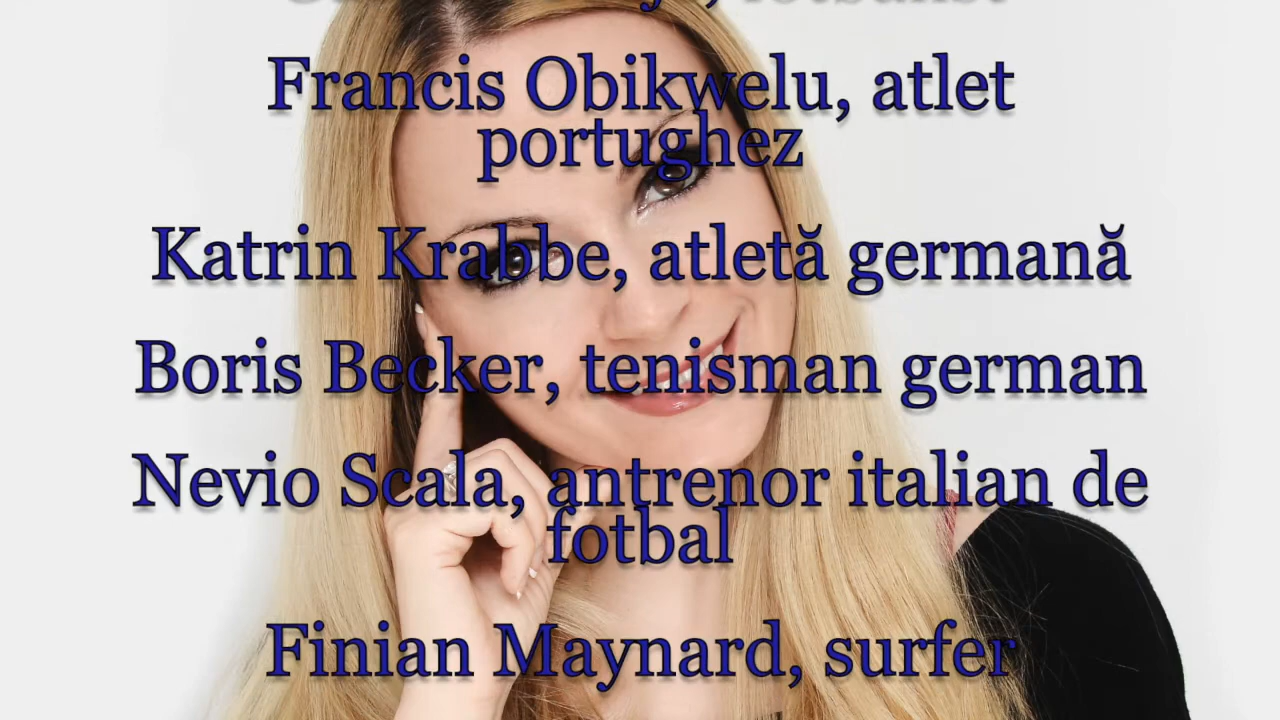 Francis Obikwelu, atlet
portughez
Katrin Krabbe, atletă germană
Boris Becker, tenisman german
Nevio Scala, antrenor italian de
fotbal
Finian Maynard, surfer